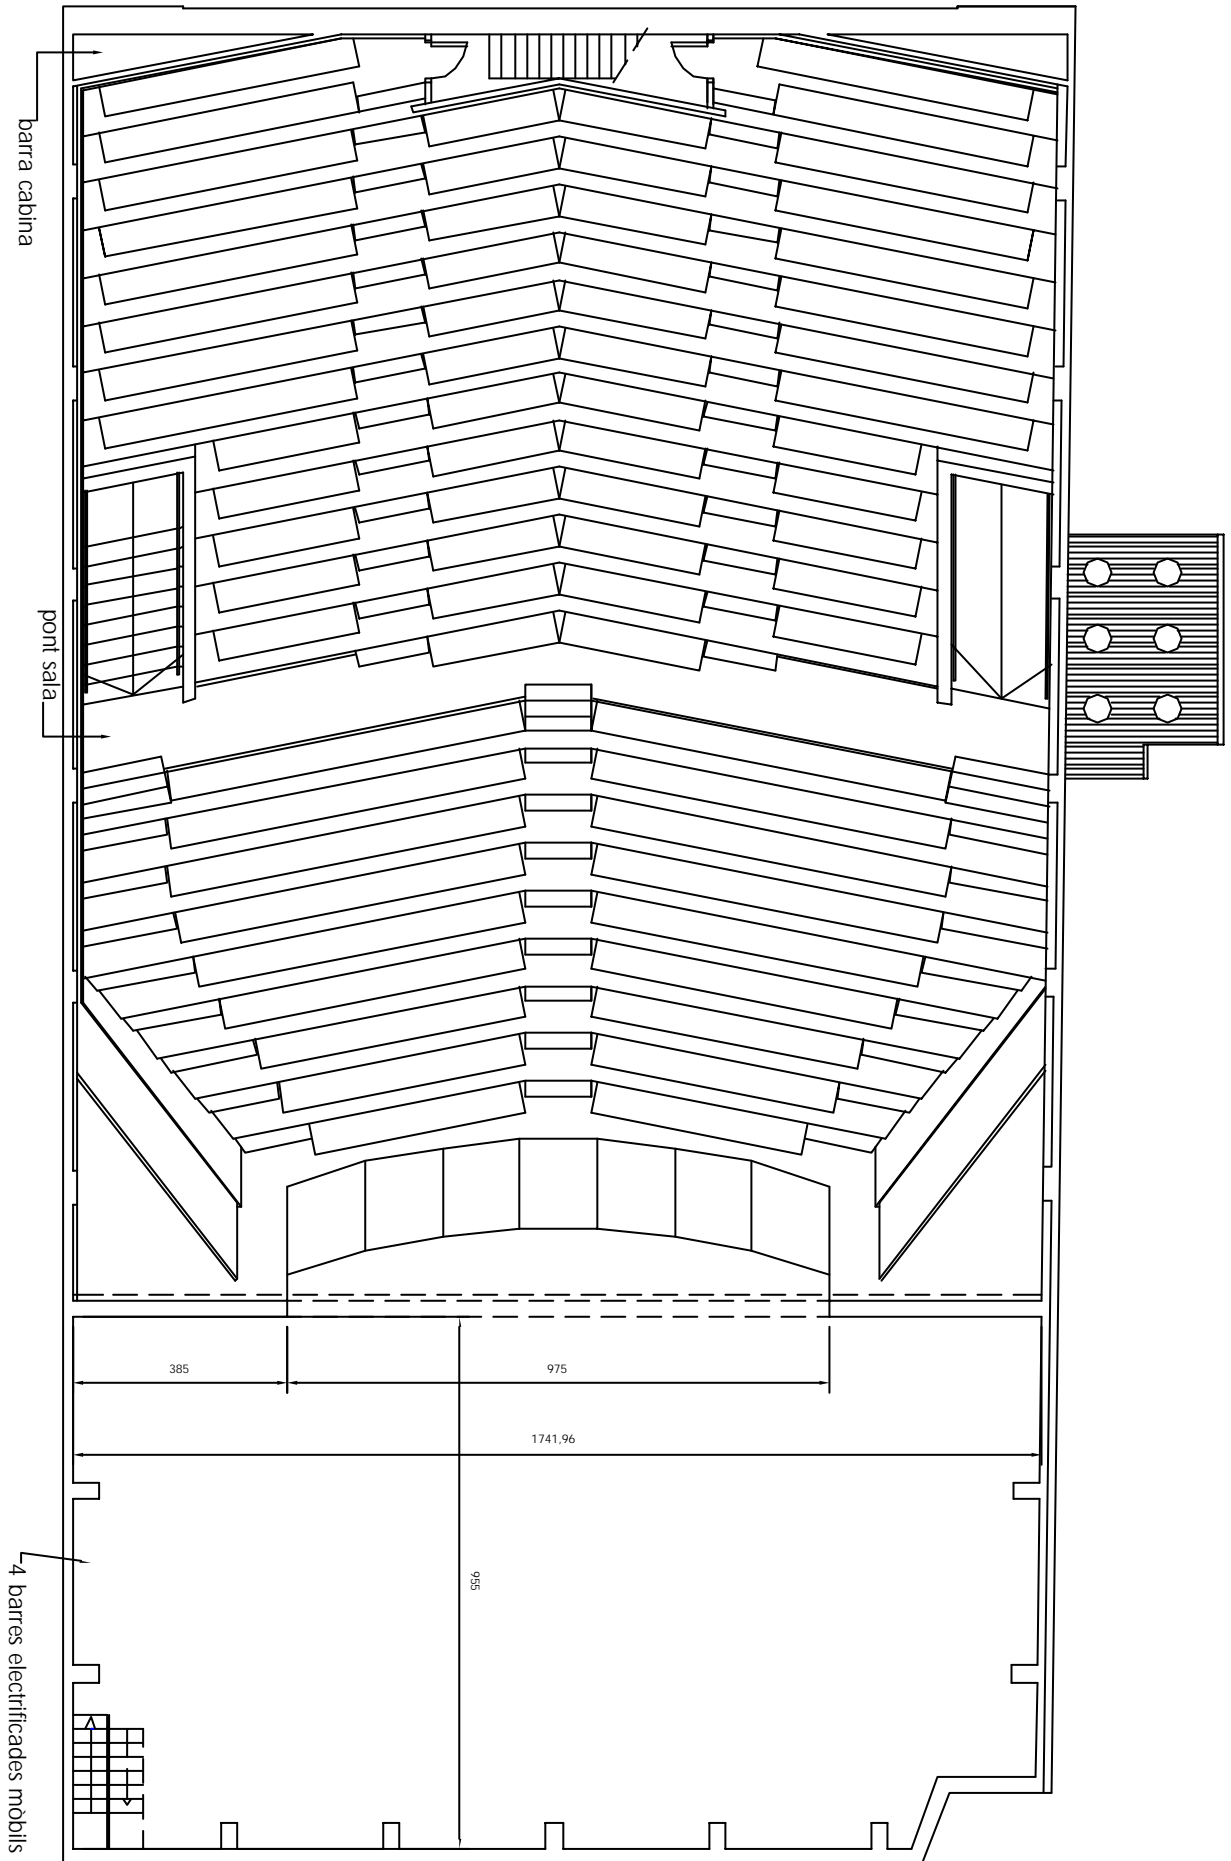 barra cabina
pont sala
385
975
1741,96
955
4 barres electrificades mòbils